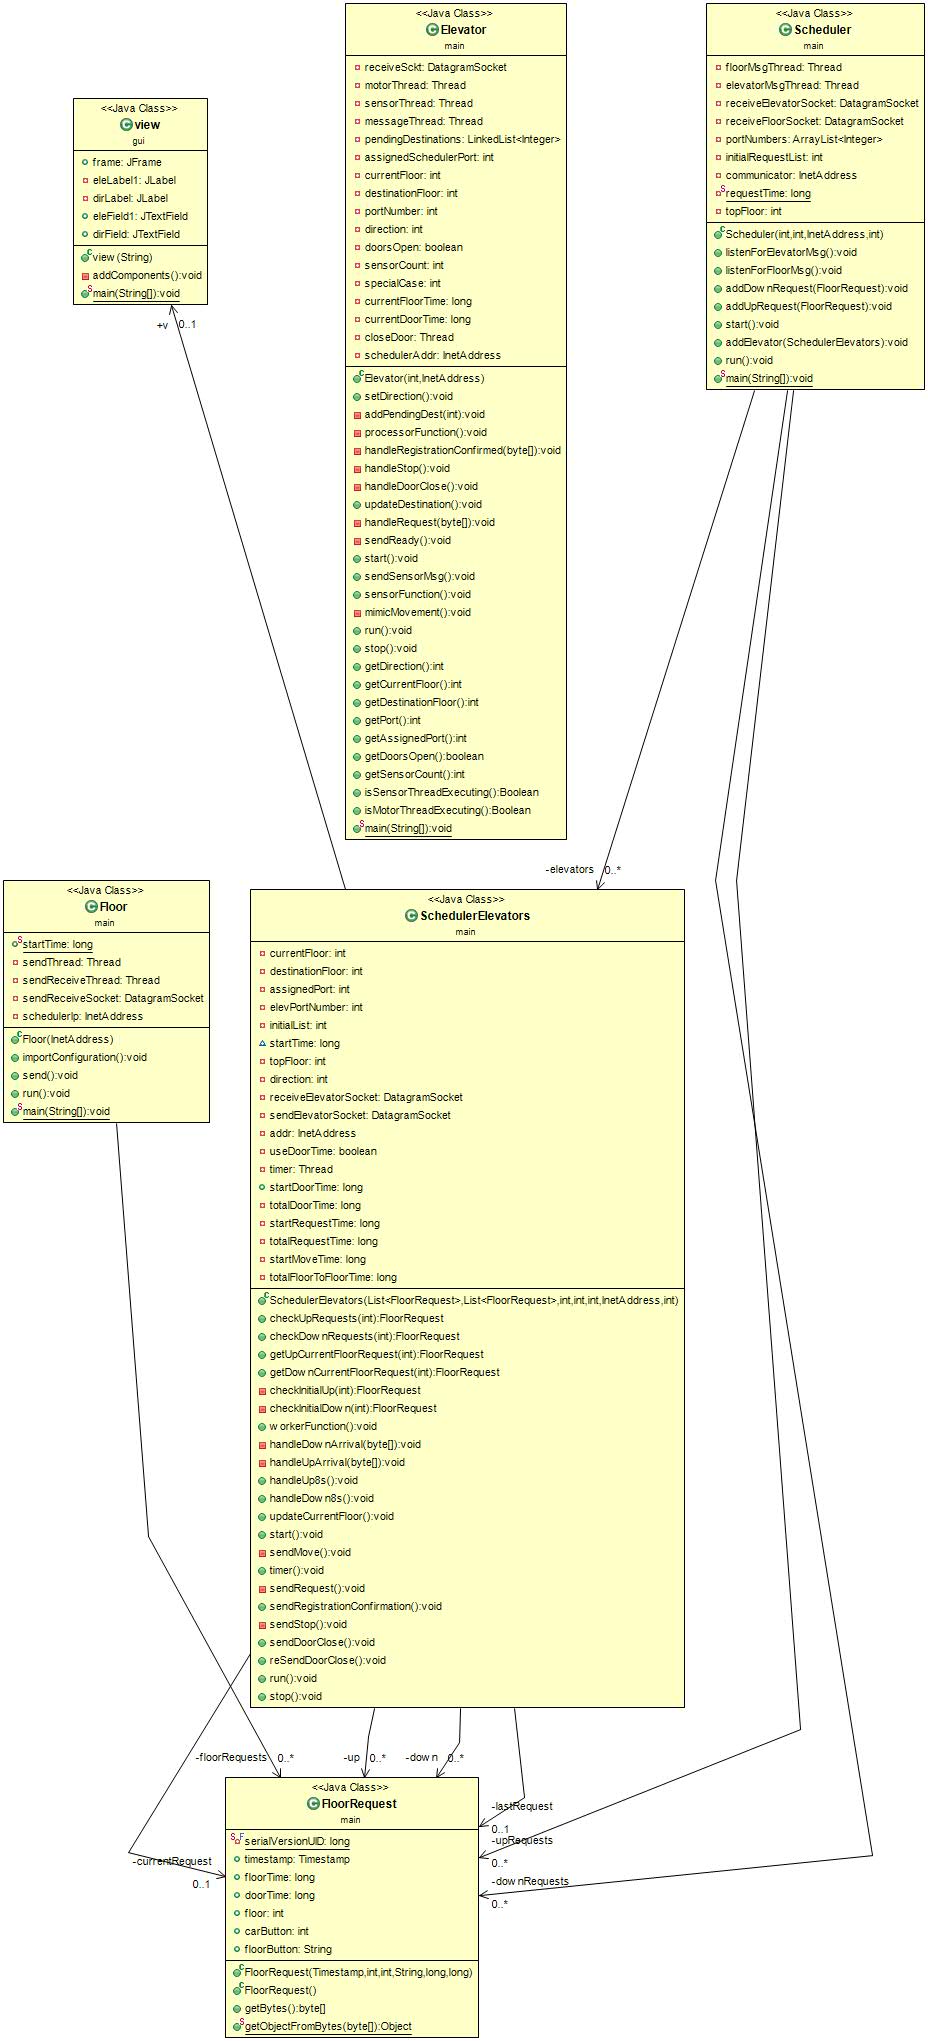 <<Java Class>>
view
gui
frame: JFrame
eleLabel1: JLabel
dirLabel: JLabel
eleField1: JTextField
dirField: JTextField
view(String)
addComponents():void
main(String[]):void
+v 0..1
<<Java Class>>
Elevator
main
receiveSckt: DatagramSocket
motorThread: Thread
sensorThread: Thread
messageThread: Thread
pendingDestinations: LinkedList<Integer>
assignedSchedulerPort: int
currentFloor: int
destinationFloor: int
portNumber: int
direction: int
doorsOpen: boolean
sensorCount: int
specialCase: int
currentFloorTime: long
currentDoorTime: long
closeDoor: Thread
schedulerAddr: InetAddress
Elevator(int,InetAddress)
setDirection():void
addPendingDest(int):void
processorFunction():void
handleRegistrationConfirmed(byte[]):void
handleStop():void
handleDoorClose():void
updateDestination():void
handleRequest(byte[]):void
sendReady():void
start():void
sendSensorMsg():void
sensorFunction():void
mimicMovement():void
run():void
stop():void
getDirection():int
getCurrentFloor():int
getDestinationFloor():int
getPort():int
getAssignedPort():int
getDoorsOpen():boolean
getSensorCount():int
isSensorThreadExecuting():Boolean
isMotorThreadExecuting():Boolean
main(String[]):void
<<Java Class>>
Scheduler
main
floorMsgThread: Thread
elevatorMsgThread: Thread
receiveElevatorSocket: DatagramSocket
receiveFloorSocket: DatagramSocket
portNumbers: ArrayList<Integer>
initialRequestList: int
communicator: InetAddress
requestTime: long
topFloor: int
Scheduler(int,int,InetAddress,int)
listenForElevatorMsg():void
listenForFloorMsg():void
addDownRequest(FloorRequest):void
addUpRequest(FloorRequest):void
start():void
addElevator(SchedulerElevators):void
run():void
main(String[]):void
-elevators 0..*
<<Java Class>>
Floor
main
startTime: long
sendThread: Thread
sendReceiveThread: Thread
sendReceiveSocket: DatagramSocket
schedulerIp: InetAddress
Floor(InetAddress)
importConfiguration():void
send():void
run():void
main(String[]):void
<<Java Class>>
SchedulerElevators
main
currentFloor: int
destinationFloor: int
assignedPort: int
elevPortNumber: int
initialList: int
startTime: long
topFloor: int
direction: int
receiveElevatorSocket: DatagramSocket
sendElevatorSocket: DatagramSocket
addr: InetAddress
useDoorTime: boolean
timer: Thread
startDoorTime: long
totalDoorTime: long
startRequestTime: long
totalRequestTime: long
startMoveTime: long
totalFloorToFloorTime: long
SchedulerElevators(List<FloorRequest>,List<FloorRequest>,int,int,int,InetAddress,int)
checkUpRequests(int):FloorRequest
checkDownRequests(int):FloorRequest
getUpCurrentFloorRequest(int):FloorRequest
getDownCurrentFloorRequest(int):FloorRequest
checkInitialUp(int):FloorRequest
checkInitialDown(int):FloorRequest
workerFunction():void
handleDownArrival(byte[]):void
handleUpArrival(byte[]):void
handleUp8s():void
handleDown8s():void
updateCurrentFloor():void
start():void
sendMove():void
timer():void
sendRequest():void
sendRegistrationConfirmation():void
sendStop():void
sendDoorClose():void
reSendDoorClose():void
run():void
stop():void
-floorRequests 0..*
-up 0..*
-down 0..*
-lastRequest
0..1
-upRequests
0..*
-downRequests
0..*
-currentRequest
0..1
<<Java Class>>
FloorRequest
main
serialVersionUID: long
timestamp: Timestamp
floorTime: long
doorTime: long
floor: int
carButton: int
floorButton: String
FloorRequest(Timestamp,int,int,String,long,long)
FloorRequest()
getBytes():byte[]
getObjectFromBytes(byte[]):Object